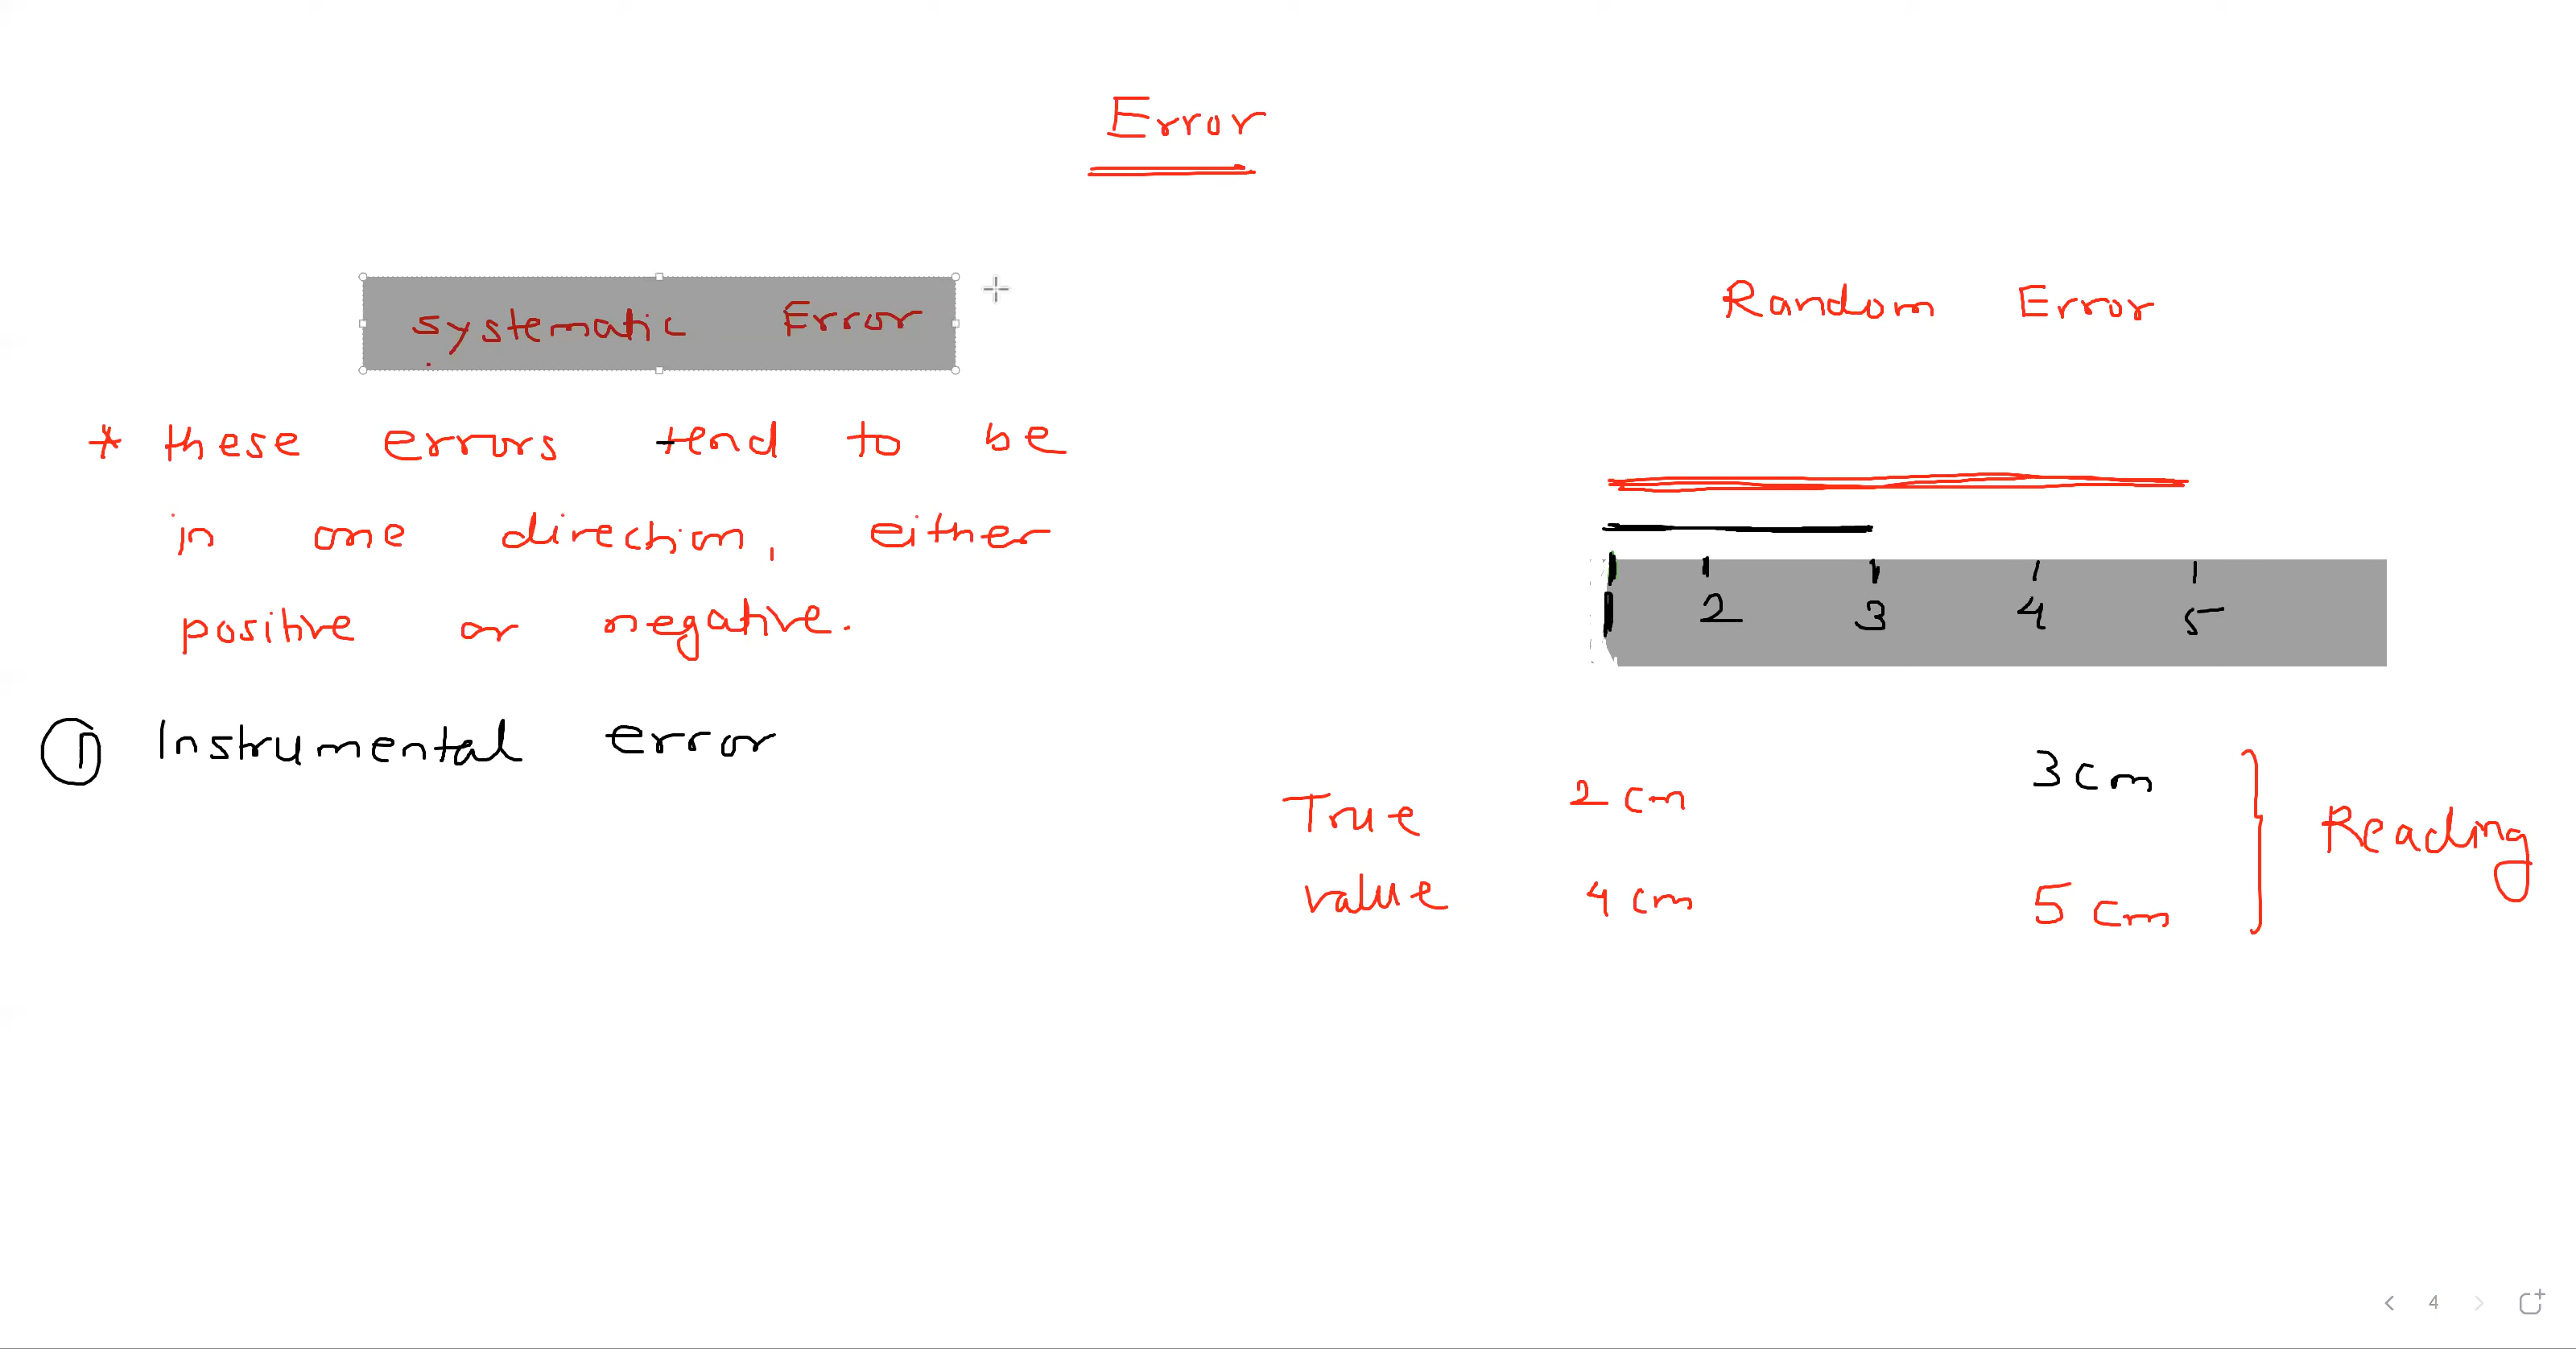 Error
systematic Error
Random Error
* these errors tend to be
in one direction, either
positive or negative.
1 2 3 4 5
① Instrumental error
True 2 cm 3 cm
value 4 cm 5 cm
Reading
4